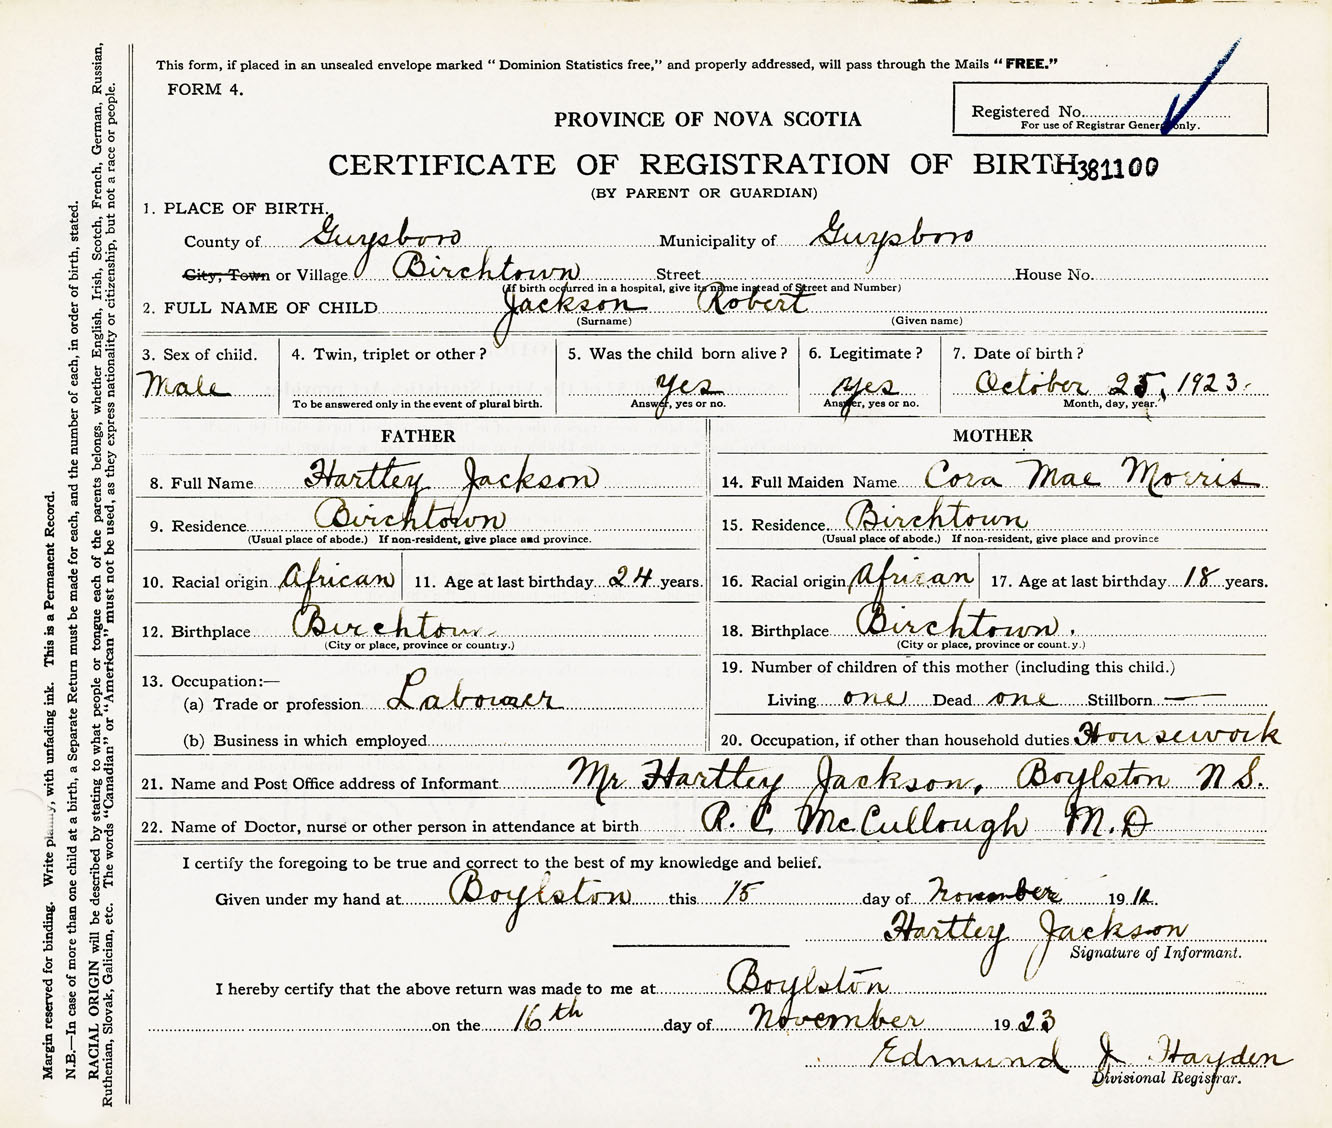 This form, if placed in an unsealed envelope marked "Dominion Statistics free," and properly addressed, will pass through the Mails "FREE."
FORM 4.
Registered No.
For use of Registrar General only.
PROVINCE OF NOVA SCOTIA
CERTIFICATE OF REGISTRATION OF BIRTH 381100
(BY PARENT OR GUARDIAN)
1. PLACE OF BIRTH.
County of Guysboro Municipality of Guysboro
City, Town or Village Birchtown Street House No.
(If birth occurred in a hospital, give its name instead of Street and Number)
2. FULL NAME OF CHILD Jackson Robert
(Surname) (Given name)
3. Sex of child. 4. Twin, triplet or other? 5. Was the child born alive? 6. Legitimate? 7. Date of birth?
Male Yes Yes October 25, 1923.
To be answered only in the event of plural birth. Answer, yes or no. Answer, yes or no. Month, day, year.
FATHER MOTHER
8. Full Name Hartley Jackson 14. Full Maiden Name Cora Mae Morris
9. Residence Birchtown 15. Residence. Birchtown
(Usual place of abode.) If non-resident, give place and province. (Usual place of abode.) If non-resident, give place and province
10. Racial origin African 11. Age at last birthday 24 years. 16. Racial origin African 17. Age at last birthday 18 years.
12. Birthplace Birchtown. 18. Birthplace Birchtown.
(City or place, province or country.) (City or place, province or country.)
13. Occupation:— 19. Number of children of this mother (including this child.)
(a) Trade or profession Labourer Living one Dead one Stillborn —
(b) Business in which employed 20. Occupation, if other than household duties Housework
21. Name and Post Office address of Informant Mr Hartley Jackson, Boylston N S.
22. Name of Doctor, nurse or other person in attendance at birth P. C. McCullough M.D
I certify the foregoing to be true and correct to the best of my knowledge and belief.
Given under my hand at Boylston this 15 day of November 19
Hartley Jackson
Signature of Informant.
I hereby certify that the above return was made to me at Boylston
on the 16th day of November 1923
Edmund J. Hayden
Divisional Registrar.
Margin reserved for binding. Write plainly, with unfading ink. This is a Permanent Record.
N.B.—In case of more than one child at a birth, a Separate Return must be made for each, and the number of each, in order of birth, stated.
RACIAL ORIGIN will be described by stating to what people or tongue each of the parents belongs, whether English, Irish, Scotch, French, German, Russian,
Ruthenian, Slovak, Galician, etc. The words "Canadian" or "American" must not be used, as they express nationality or citizenship, but not a race or people.